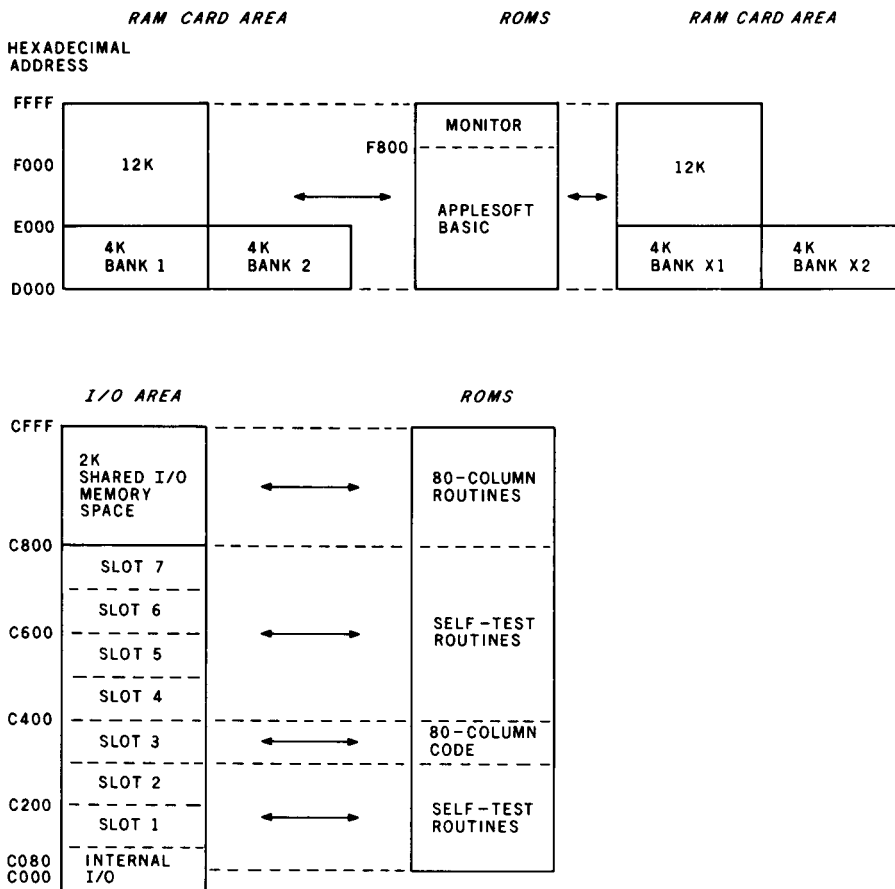 RAM CARD AREA
ROMS
RAM CARD AREA
HEXADECIMAL
ADDRESS
FFFF
F000
E000
D000
12K
4K
BANK 1
4K
BANK 2
MONITOR
F800
APPLESOFT
BASIC
12K
4K
BANK X1
4K
BANK X2
I/O AREA
ROMS
CFFF
2K
SHARED I/O
MEMORY
SPACE
80-COLUMN
ROUTINES
C800
SLOT 7
SLOT 6
C600
SLOT 5
SLOT 4
SELF-TEST
ROUTINES
C400
SLOT 3
80-COLUMN
CODE
SLOT 2
C200
SLOT 1
SELF-TEST
ROUTINES
C080
C000
INTERNAL
I/O